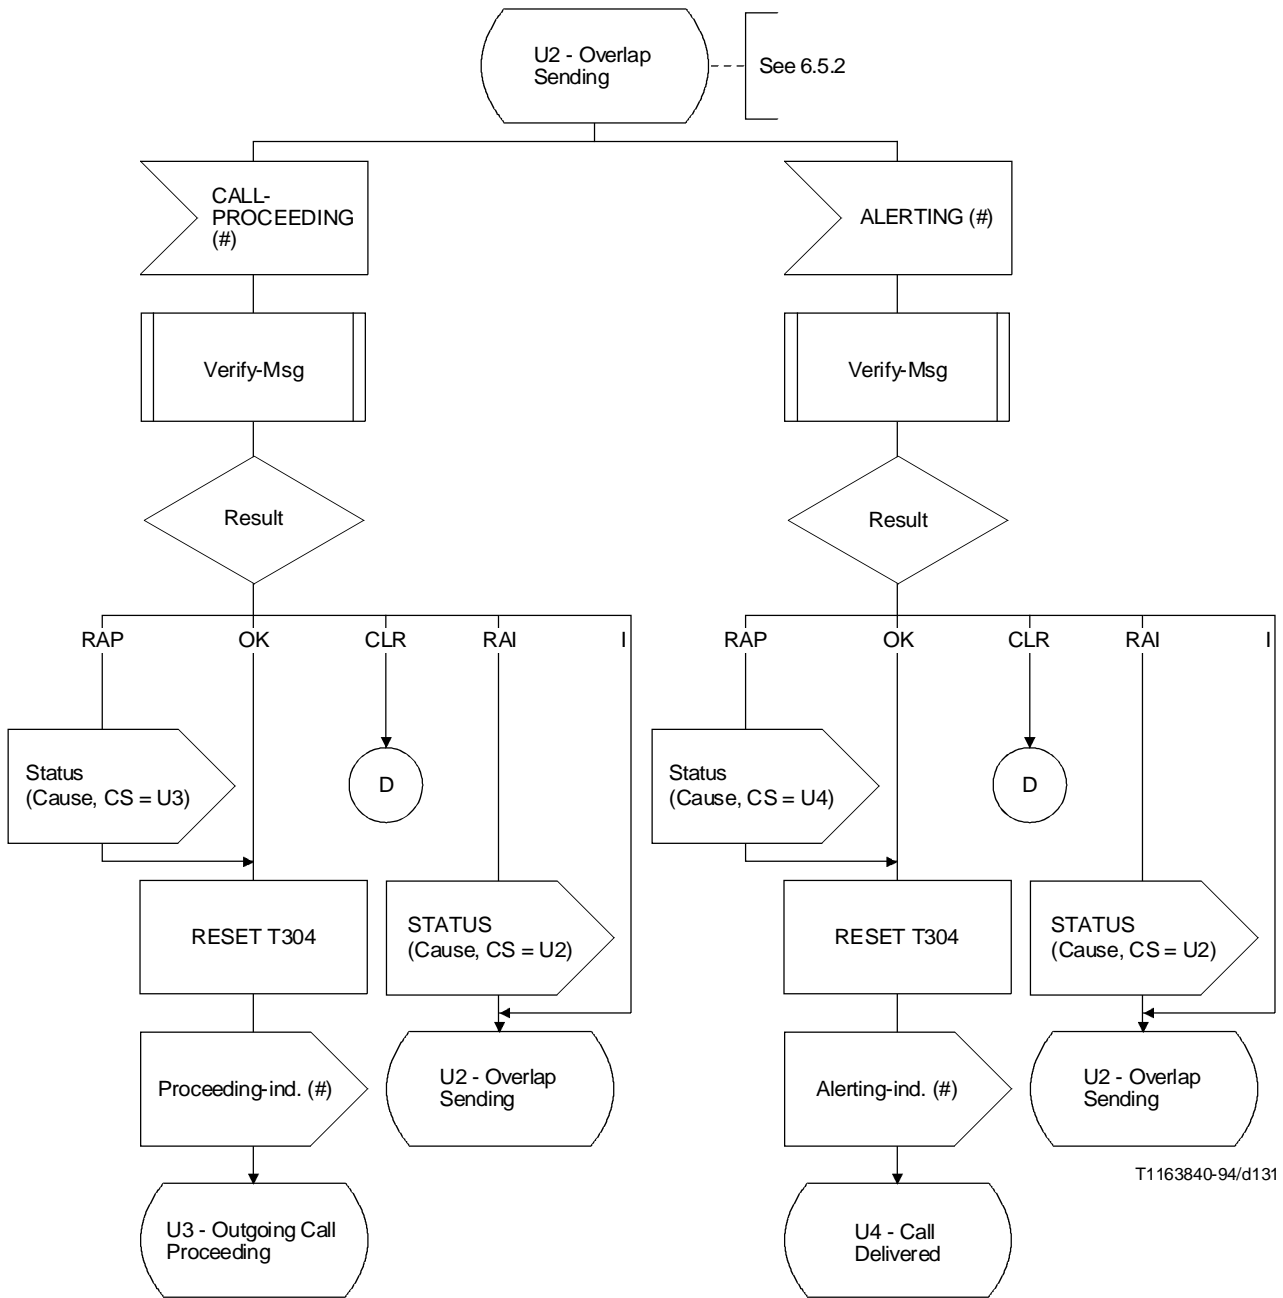 U2 - Overlap
Sending
See 6.5.2
CALL-
PROCEEDING
(#)
ALERTING (#)
Verify-Msg
Verify-Msg
Result
Result
RAP
OK
CLR
RAI
I
RAP
OK
CLR
RAI
I
Status
(Cause, CS = U3)
D
Status
(Cause, CS = U4)
D
RESET T304
STATUS
(Cause, CS = U2)
RESET T304
STATUS
(Cause, CS = U2)
Proceeding-ind. (#)
U2 - Overlap
Sending
Alerting-ind. (#)
U2 - Overlap
Sending
T1163840-94/d131
U3 - Outgoing Call
Proceeding
U4 - Call
Delivered